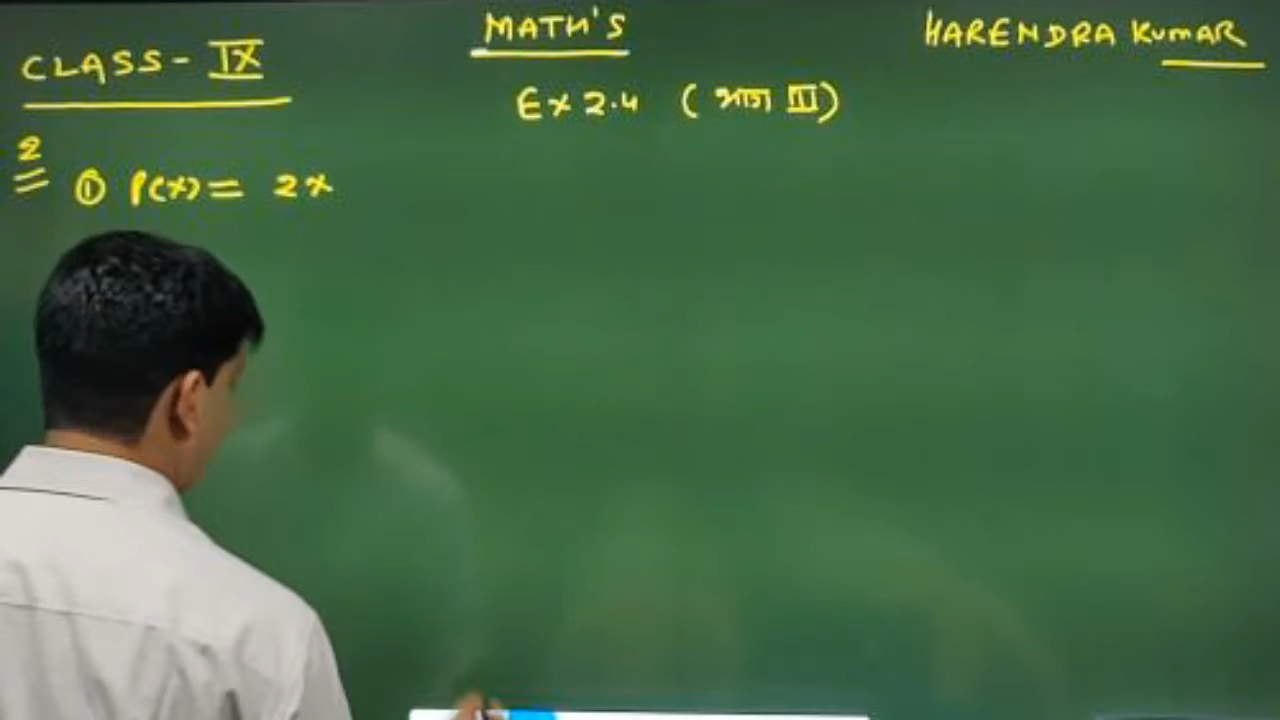 MATH'S
HARENDRA KUMAR
CLASS- IX
Ex 2.4 (भाग III)
2
① P(x) = 2x